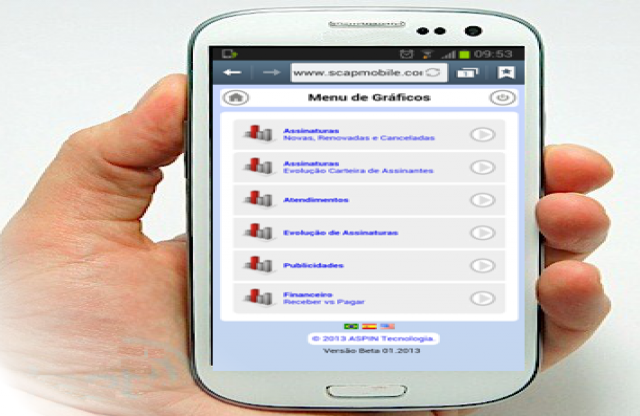 09:53
www.scapmobile.co
Menu de Gráficos
Assinaturas
Novas, Renovadas e Canceladas
Assinaturas
Evolução Carteira de Assinantes
Atendimentos
Evolução de Assinaturas
Publicidades
Financeiro
Receber vs Pagar
© 2013 ASPIN Tecnologia.
Versão Beta 01.2013